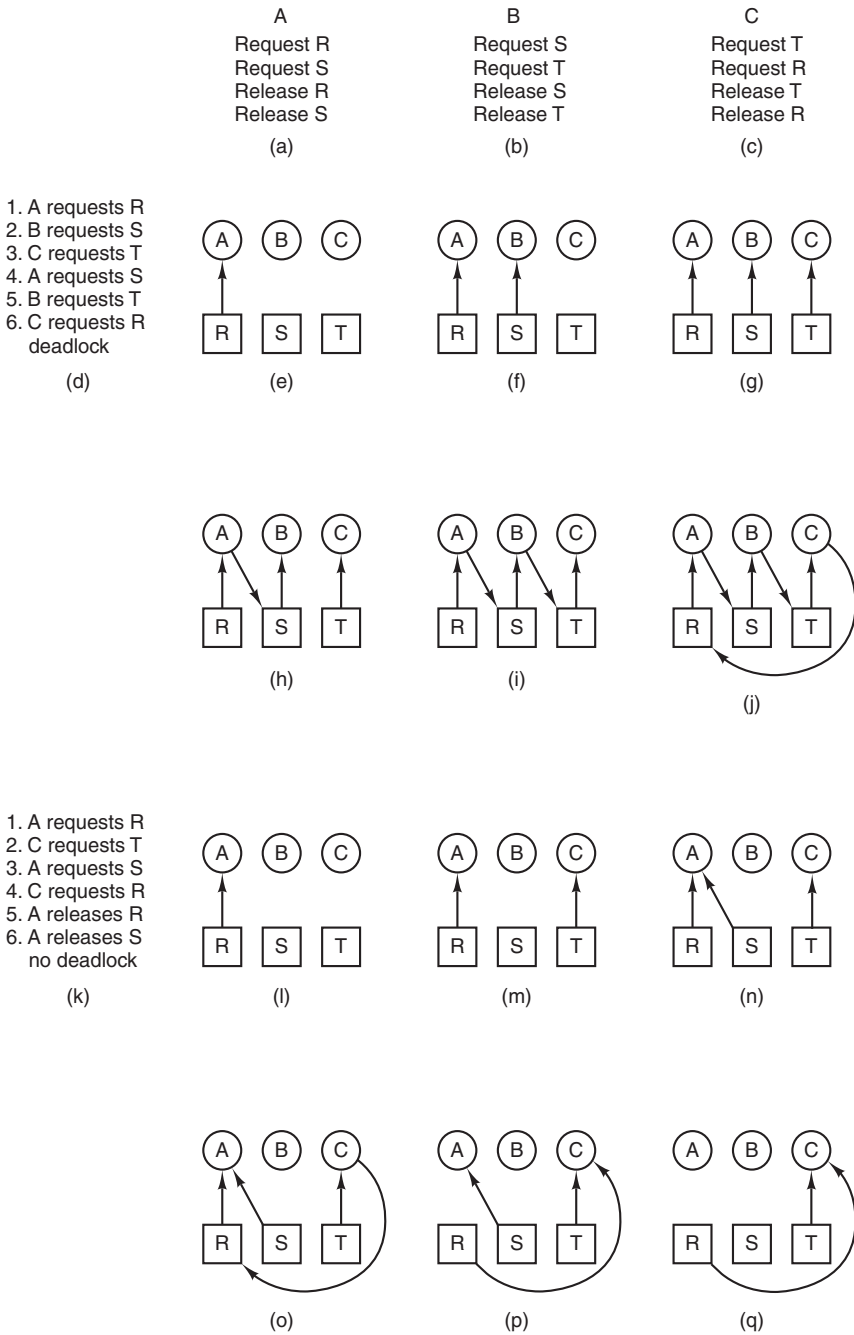 A B C
Request R Request S Request T
Request S Request T Request R
Release R Release S Release T
Release S Release T Release R
(a) (b) (c)
1. A requests R
2. B requests S
3. C requests T
4. A requests S
5. B requests T
6. C requests R
deadlock
(d)
A B C
R S T
(e)
A B C
R S T
(f)
A B C
R S T
(g)
A B C
R S T
(h)
A B C
R S T
(i)
A B C
R S T
(j)
1. A requests R
2. C requests T
3. A requests S
4. C requests R
5. A releases R
6. A releases S
no deadlock
(k)
A B C
R S T
(l)
A B C
R S T
(m)
A B C
R S T
(n)
A B C
R S T
(o)
A B C
R S T
(p)
A B C
R S T
(q)